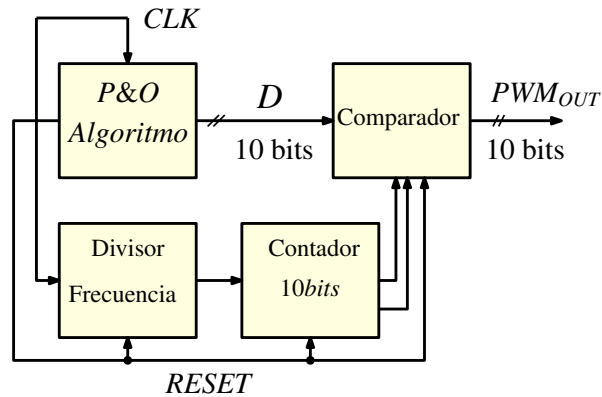 CLK
P&O
Algoritmo
D
10 bits
Comparador
PWM_OUT
10 bits
Divisor
Frecuencia
Contador
10bits
RESET